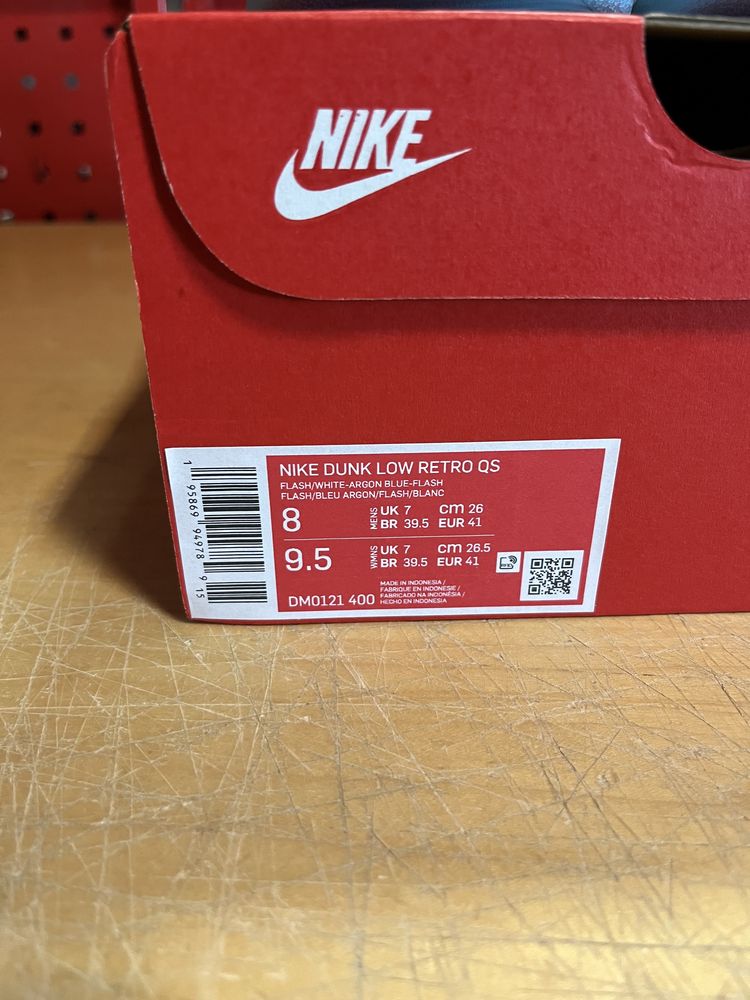 NIKE
NIKE DUNK LOW RETRO QS
FLASH/WHITE-ARGON BLUE-FLASH
FLASH/BLEU ARGON/FLASH/BLANC
8 MENS UK 7 cm 26
BR 39.5 EUR 41
9.5 WMNS UK 7 cm 26.5
BR 39.5 EUR 41
MADE IN INDONESIA /
FABRIQUE EN INDONESIE /
FABRICADO NA INDONÉSIA /
DM0121 400 HECHO EN INDONESIA
1 95869 94978 9 15